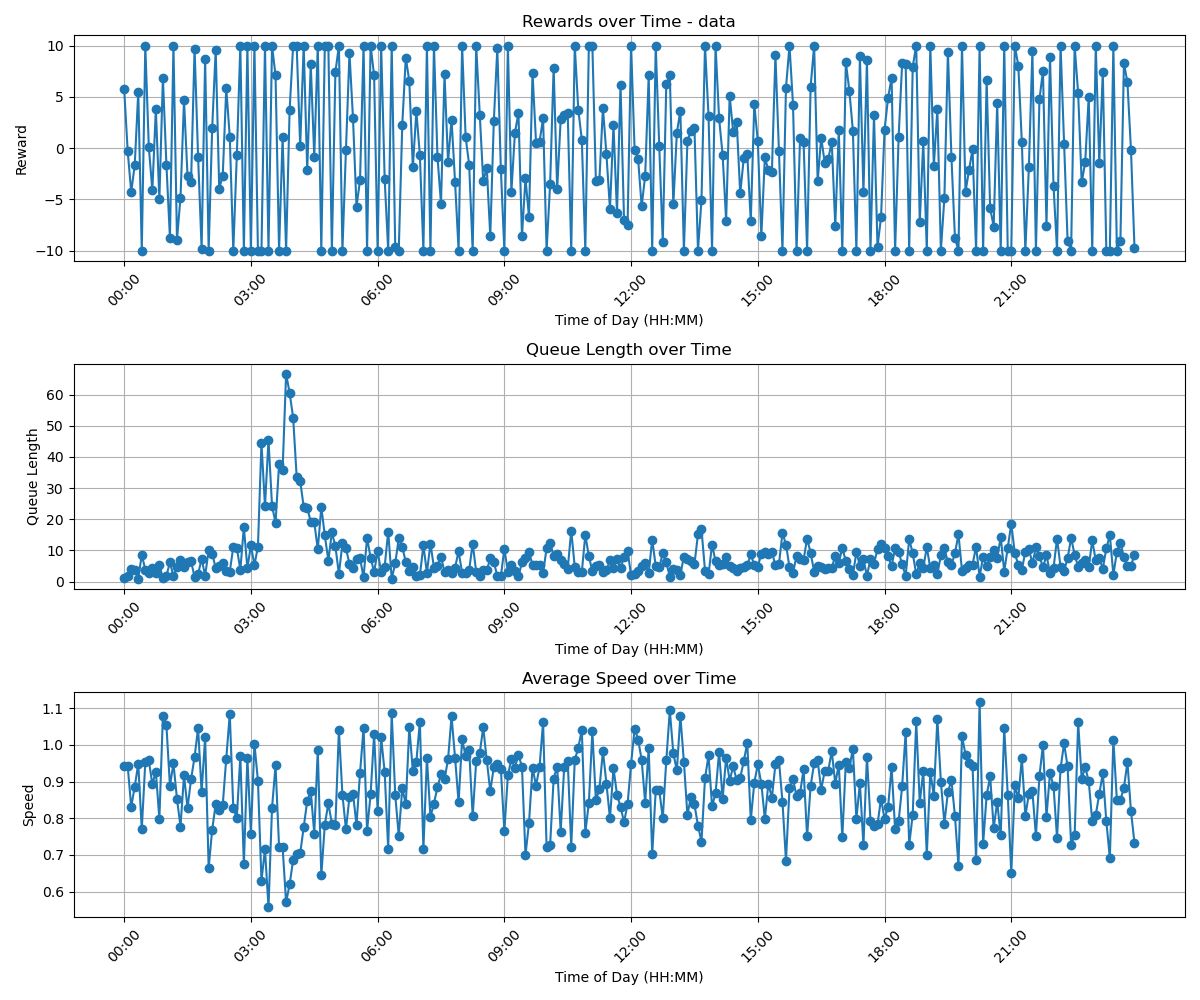 Rewards over Time - data
Reward
10
5
0
−5
−10
00:00 03:00 06:00 09:00 12:00 15:00 18:00 21:00
Time of Day (HH:MM)
Queue Length over Time
Queue Length
60
50
40
30
20
10
0
00:00 03:00 06:00 09:00 12:00 15:00 18:00 21:00
Time of Day (HH:MM)
Average Speed over Time
Speed
1.1
1.0
0.9
0.8
0.7
0.6
00:00 03:00 06:00 09:00 12:00 15:00 18:00 21:00
Time of Day (HH:MM)